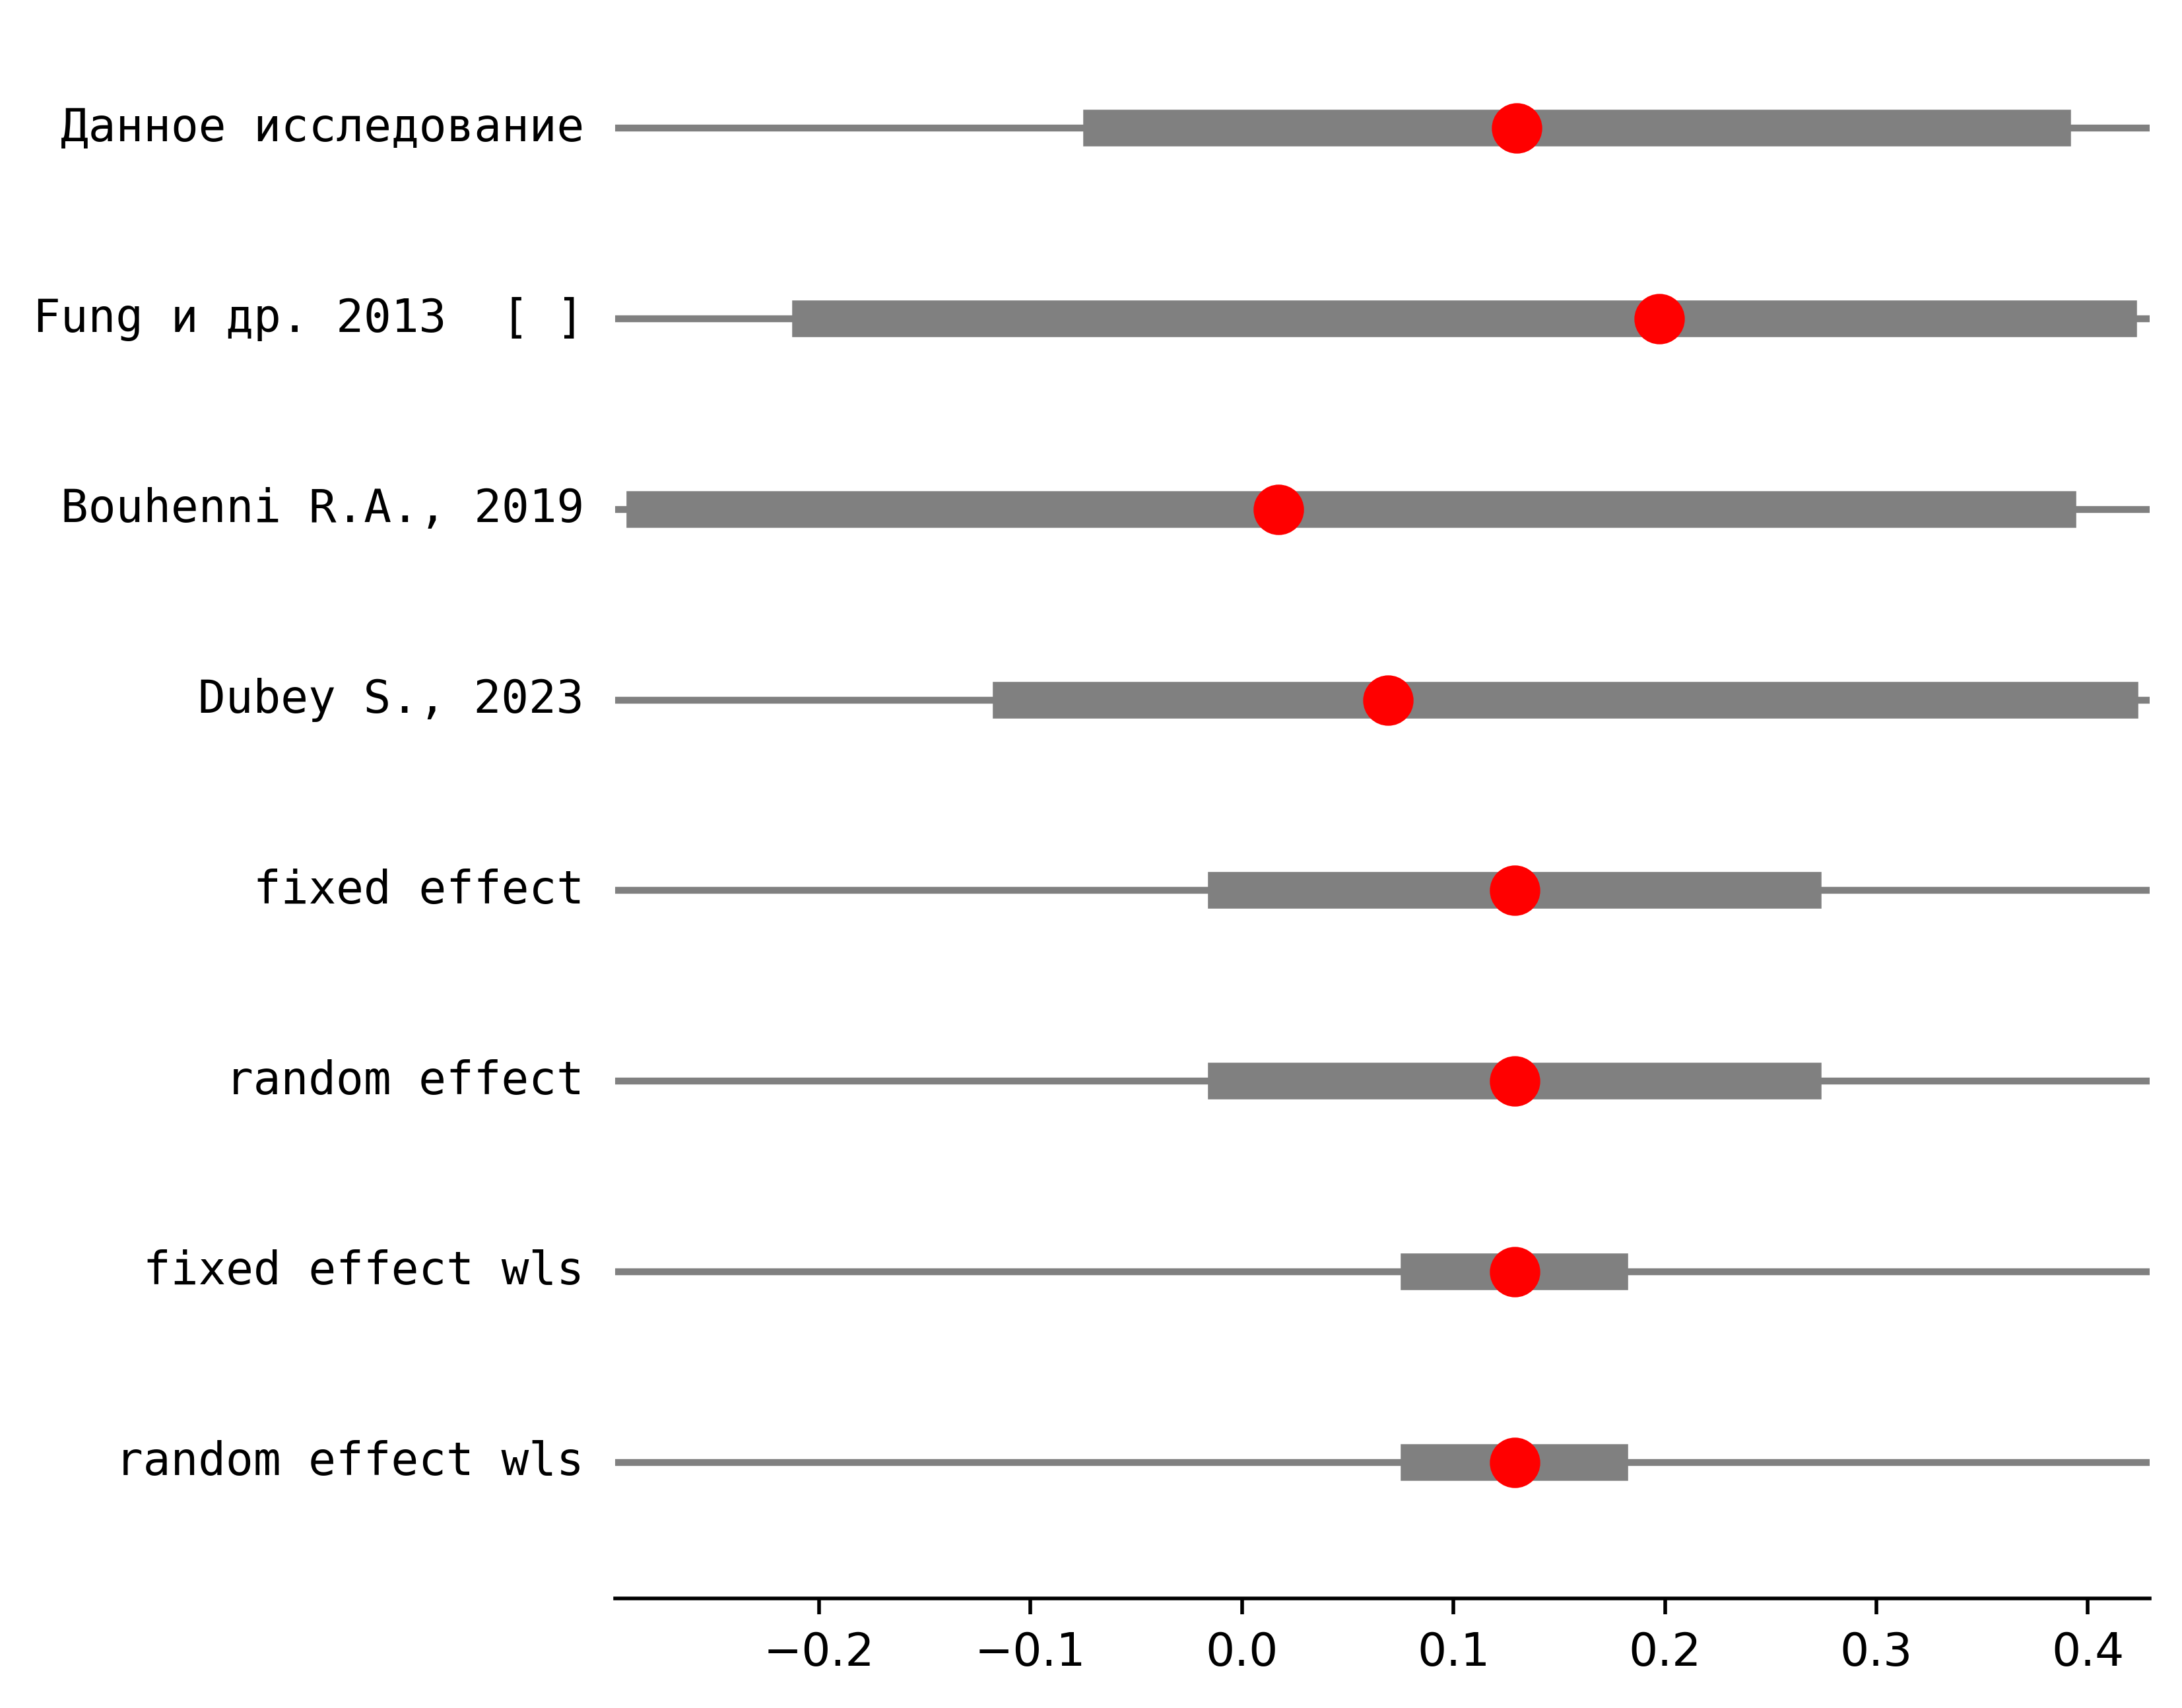 Данное исследование
Fung и др. 2013  [ ]
Bouhenni R.A., 2019
Dubey S., 2023
fixed effect
random effect
fixed effect wls
random effect wls
−0.2 −0.1 0.0 0.1 0.2 0.3 0.4